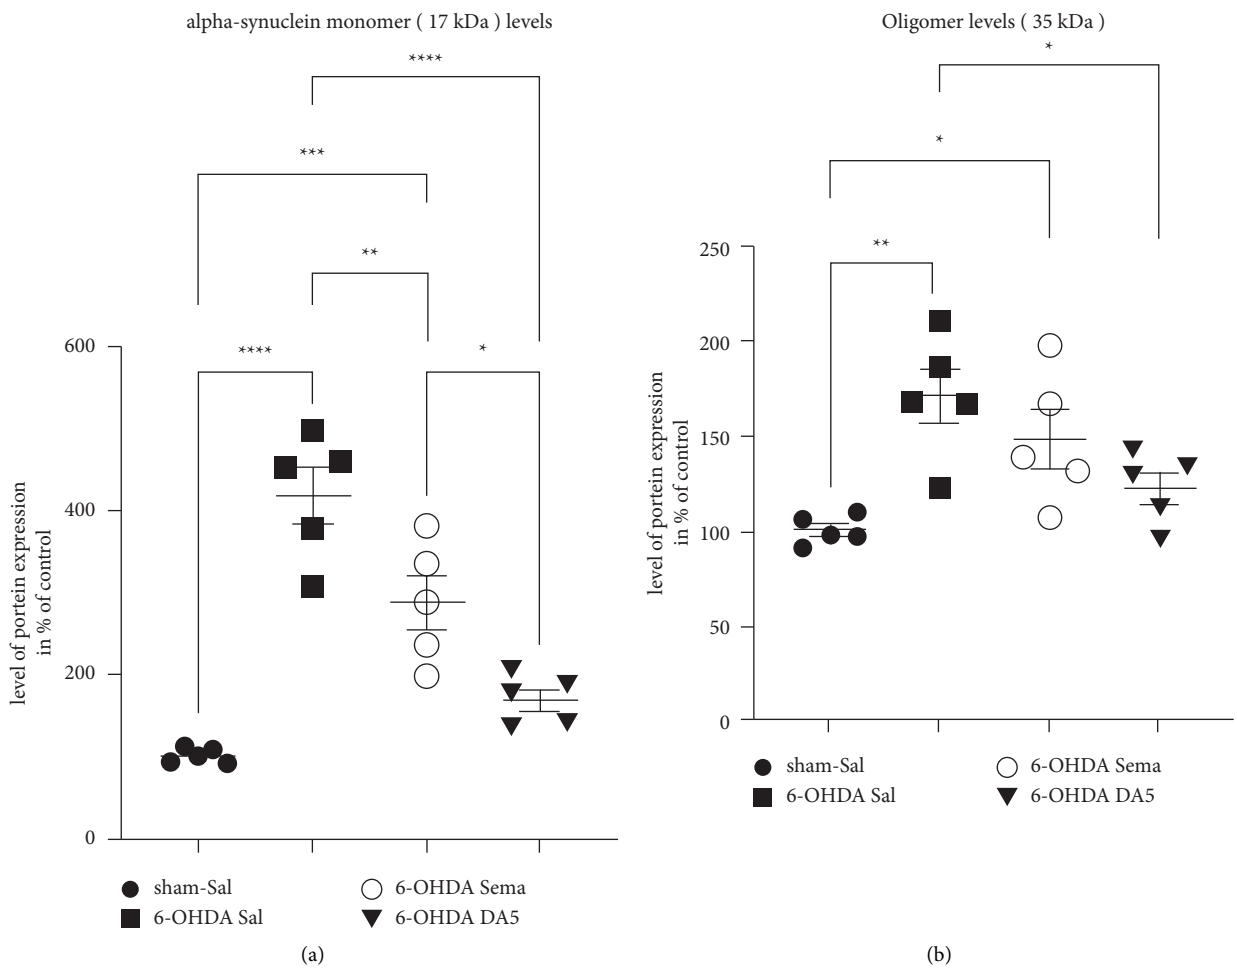 alpha-synuclein monomer ( 17 kDa ) levels
****
***
**
****
*
600
400
200
0
level of portein expression
in % of control
sham-Sal
6-OHDA Sema
6-OHDA Sal
6-OHDA DA5
(a)
Oligomer levels ( 35 kDa )
*
*
**
250
200
150
100
50
0
level of portein expression
in % of control
sham-Sal
6-OHDA Sema
6-OHDA Sal
6-OHDA DA5
(b)